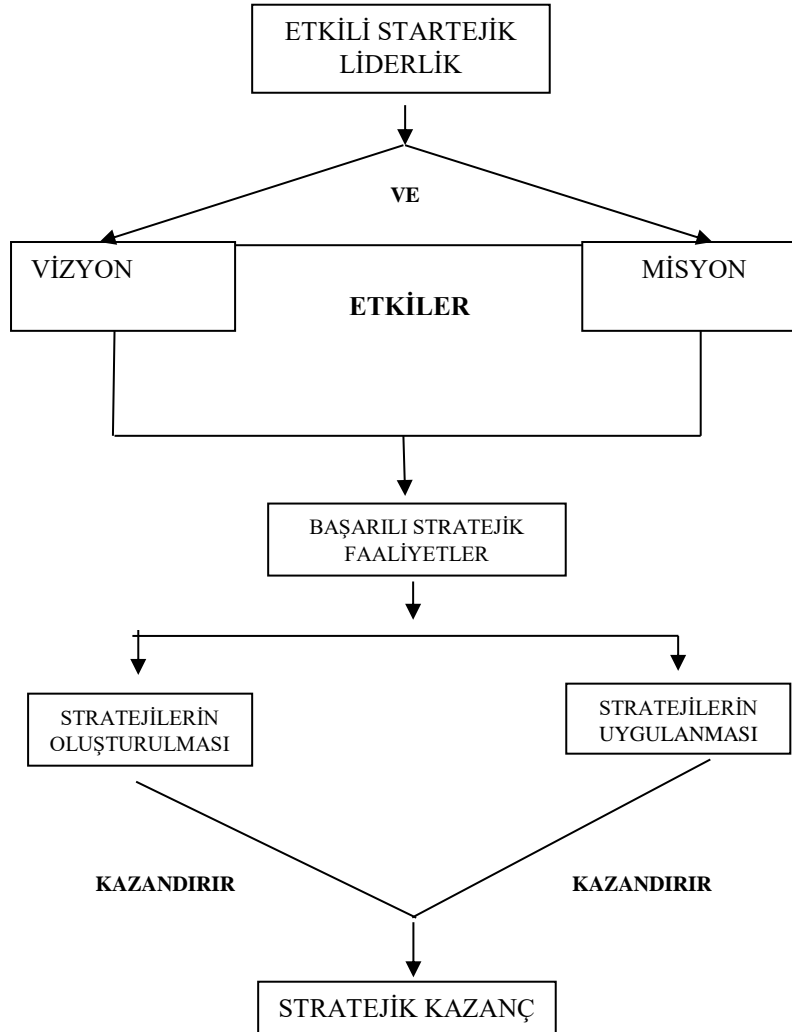 ETKİLİ STARTEJİK
LİDERLİK
VE
VİZYON
MİSYON
ETKİLER
BAŞARILI STRATEJİK
FAALİYETLER
STRATEJİLERİN
OLUŞTURULMASI
STRATEJİLERİN
UYGULANMASI
KAZANDIRIR
KAZANDIRIR
STRATEJİK KAZANÇ